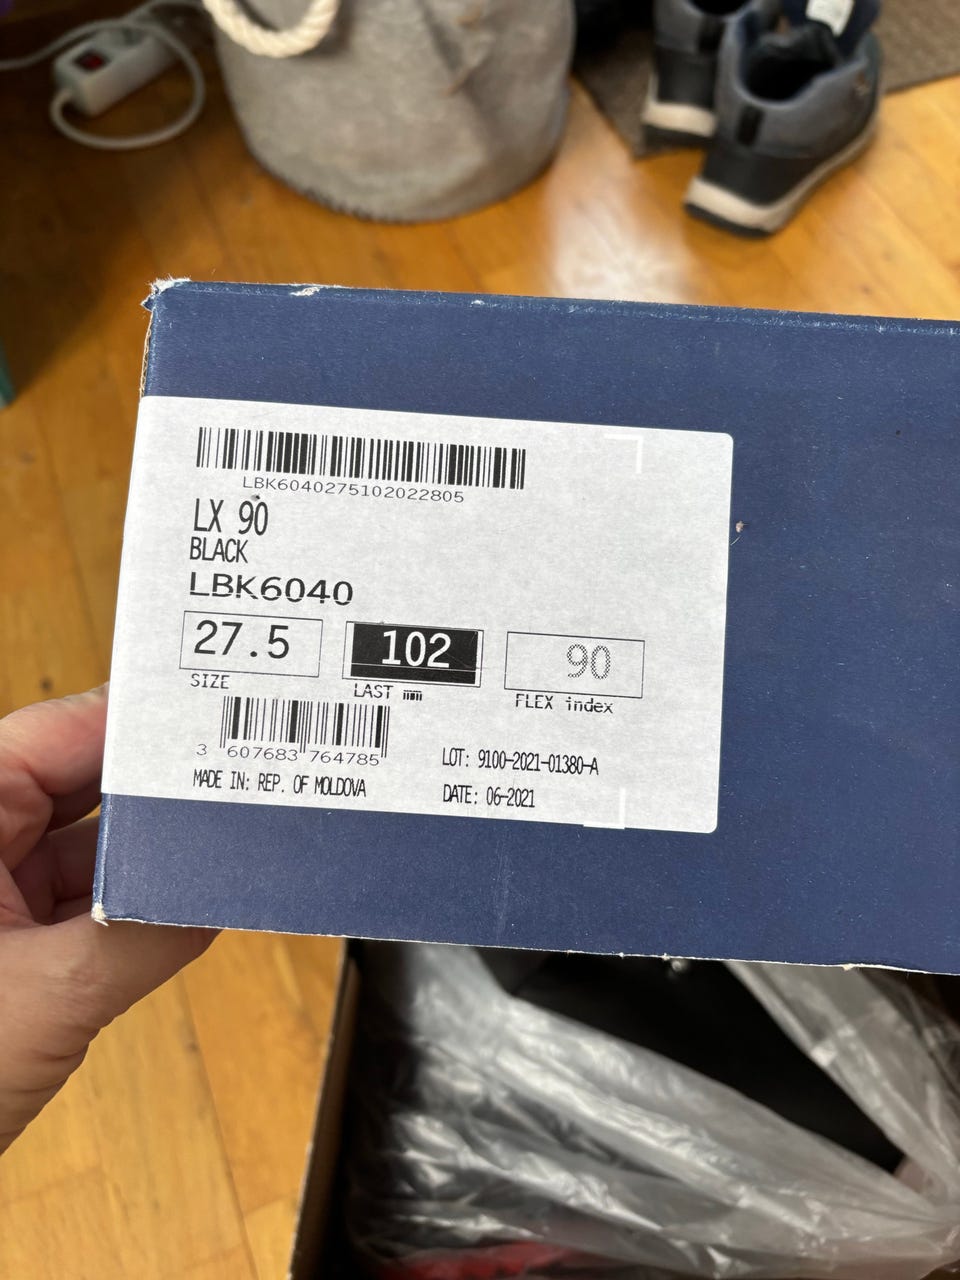 LBK6040275102022805
LX 90
BLACK
LBK6040
27.5
SIZE
102
LAST mm
90
FLEX index
3 607683 764785
MADE IN: REP. OF MOLDOVA
LOT: 9100-2021-01380-A
DATE: 06-2021